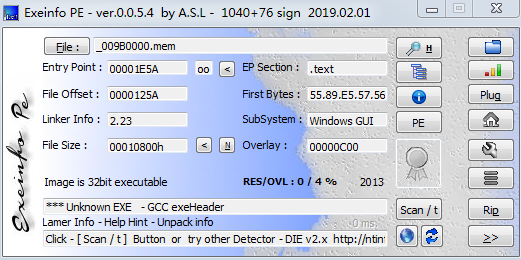 Exeinfo PE - ver.0.0.5.4 by A.S.L - 1040+76 sign 2019.02.01
File : _009B0000.mem H
Entry Point : 00001E5A oo < EP Section : .text
File Offset : 0000125A First Bytes : 55.89.E5.57.56 Plug
Linker Info : 2.23 SubSystem : Windows GUI PE
File Size : 00010800h < N Overlay : 00000C00
Image is 32bit executable RES/OVL : 0 / 4 % 2013
*** Unknown EXE - GCC exeHeader Scan / t Rip
Lamer Info - Help Hint - Unpack info 0 ms.
Click - [ Scan / t ] Button or try other Detector - DIE v2.x http://ntin >>
Exeinfo Pe